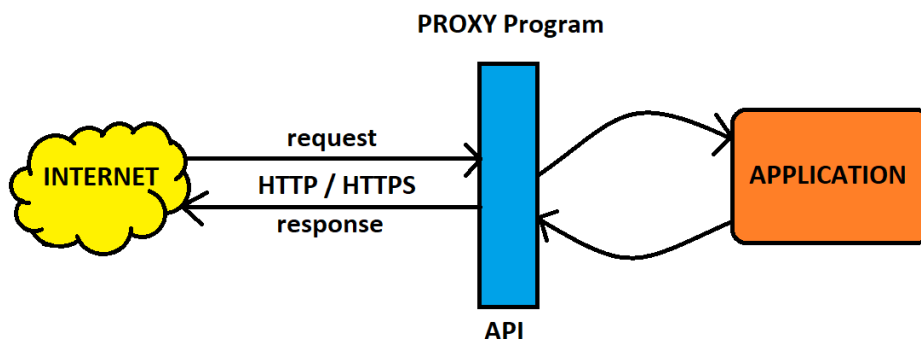 PROXY Program
request
INTERNET
HTTP / HTTPS
APPLICATION
response
API